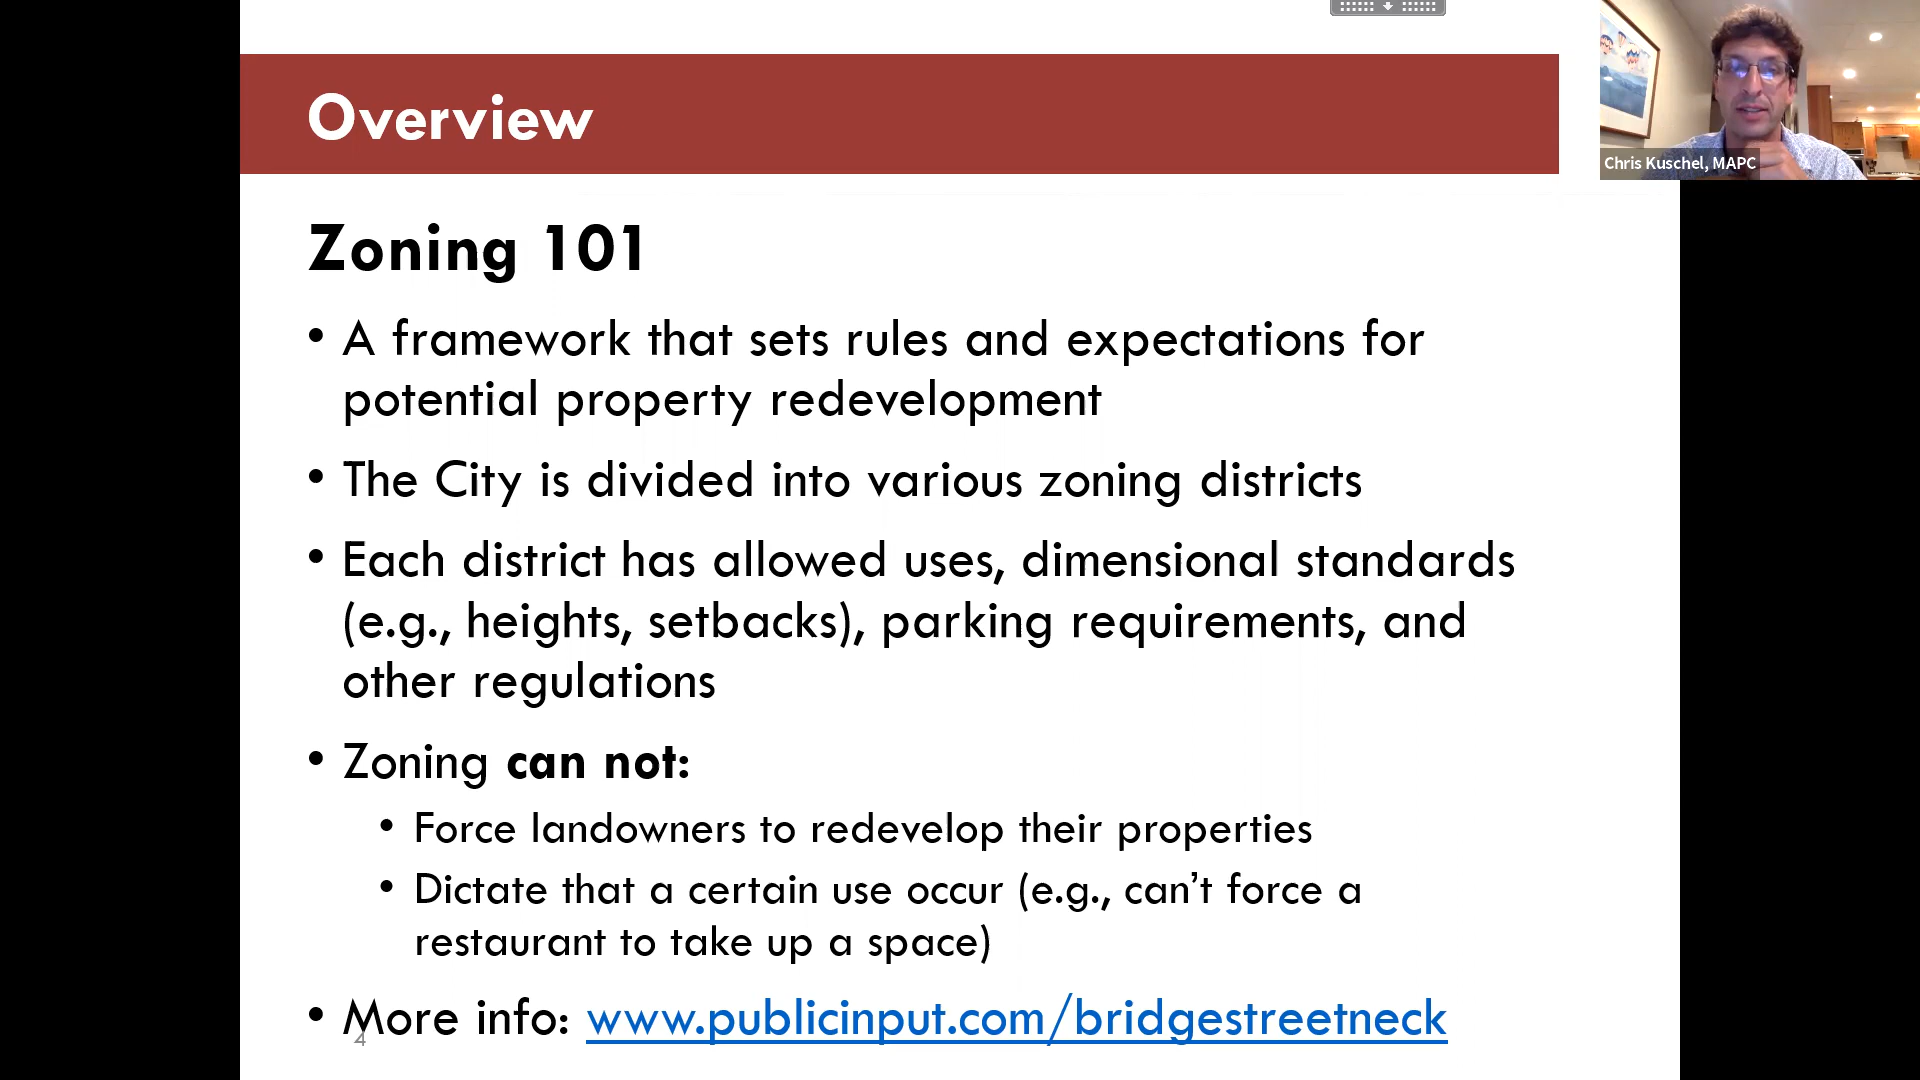 Overview
Chris Kuschel, MAPC
Zoning 101
• A framework that sets rules and expectations for
potential property redevelopment
• The City is divided into various zoning districts
• Each district has allowed uses, dimensional standards
(e.g., heights, setbacks), parking requirements, and
other regulations
• Zoning can not:
• Force landowners to redevelop their properties
• Dictate that a certain use occur (e.g., can’t force a
restaurant to take up a space)
• More info: www.publicinput.com/bridgestreetneck
4